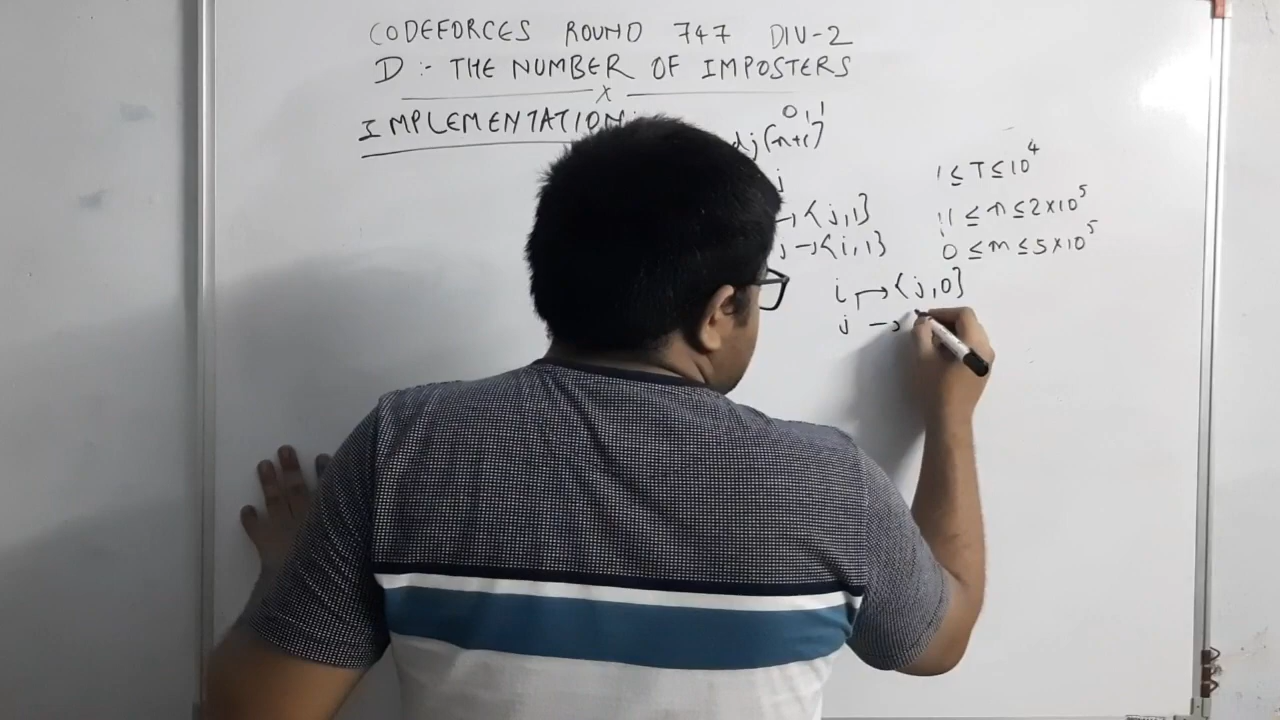 CODEFORCES ROUND 747 DIV-2
D :- THE NUMBER OF IMPOSTERS
x
IMPLEMENTATION:
0, 1
dj(n+1)
j
→ {j,1}
j → {i,1}
i → {j,0}
j →
1 ≤ T ≤ 10^4
1 ≤ n ≤ 2×10^5
0 ≤ m ≤ 5×10^5